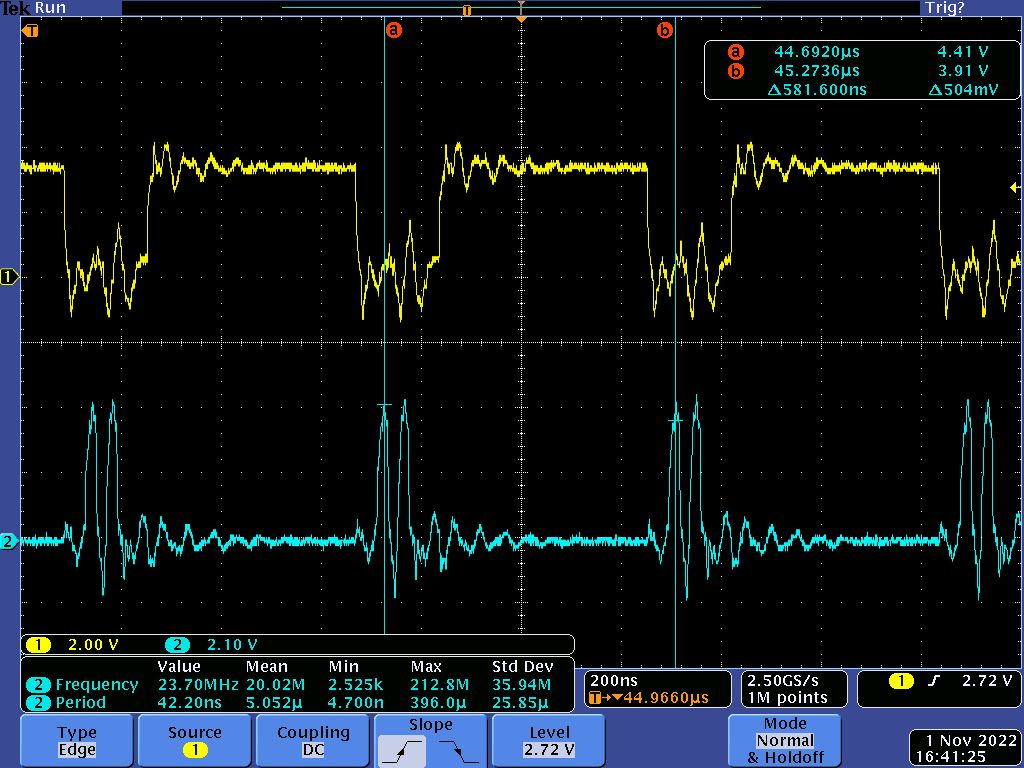 Tek Run Trig?
T
T
a b
a 44.6920μs 4.41 V
b 45.2736μs 3.91 V
Δ581.600ns Δ504mV
1
2
1 2.00 V 2 2.10 V
Value Mean Min Max Std Dev
2 Frequency 23.70MHz 20.02M 2.525k 212.8M 35.94M
2 Period 42.20ns 5.052μ 4.700n 396.0μ 25.85μ
200ns
T→▼44.9660μs
2.50GS/s
1M points
1 2.72 V
Type
Edge
Source
1
Coupling
DC
Slope
Level
2.72 V
Mode
Normal
& Holdoff
1 Nov 2022
16:41:25